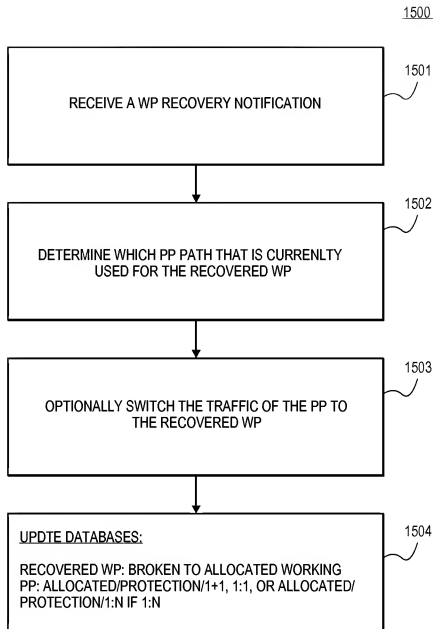 1500
1501
RECEIVE A WP RECOVERY NOTIFICATION
1502
DETERMINE WHICH PP PATH THAT IS CURRENLTY
USED FOR THE RECOVERED WP
1503
OPTIONALLY SWITCH THE TRAFFIC OF THE PP TO
THE RECOVERED WP
1504
UPDTE DATABASES:
RECOVERED WP: BROKEN TO ALLOCATED WORKING
PP: ALLOCATED/PROTECTION/1+1, 1:1, OR ALLOCATED/
PROTECTION/1:N IF 1:N